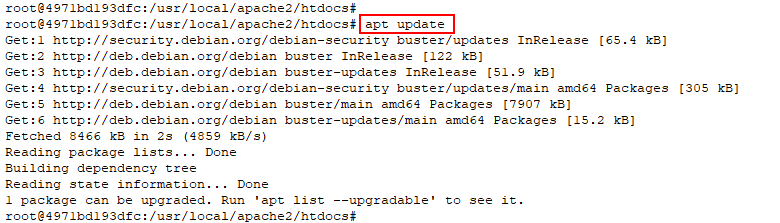 root@4971bd193dfc:/usr/local/apache2/htdocs#
root@4971bd193dfc:/usr/local/apache2/htdocs# apt update
Get:1 http://security.debian.org/debian-security buster/updates InRelease [65.4 kB]
Get:2 http://deb.debian.org/debian buster InRelease [122 kB]
Get:3 http://deb.debian.org/debian buster-updates InRelease [51.9 kB]
Get:4 http://security.debian.org/debian-security buster/updates/main amd64 Packages [305 kB]
Get:5 http://deb.debian.org/debian buster/main amd64 Packages [7907 kB]
Get:6 http://deb.debian.org/debian buster-updates/main amd64 Packages [15.2 kB]
Fetched 8466 kB in 2s (4859 kB/s)
Reading package lists... Done
Building dependency tree
Reading state information... Done
1 package can be upgraded. Run 'apt list --upgradable' to see it.
root@4971bd193dfc:/usr/local/apache2/htdocs#